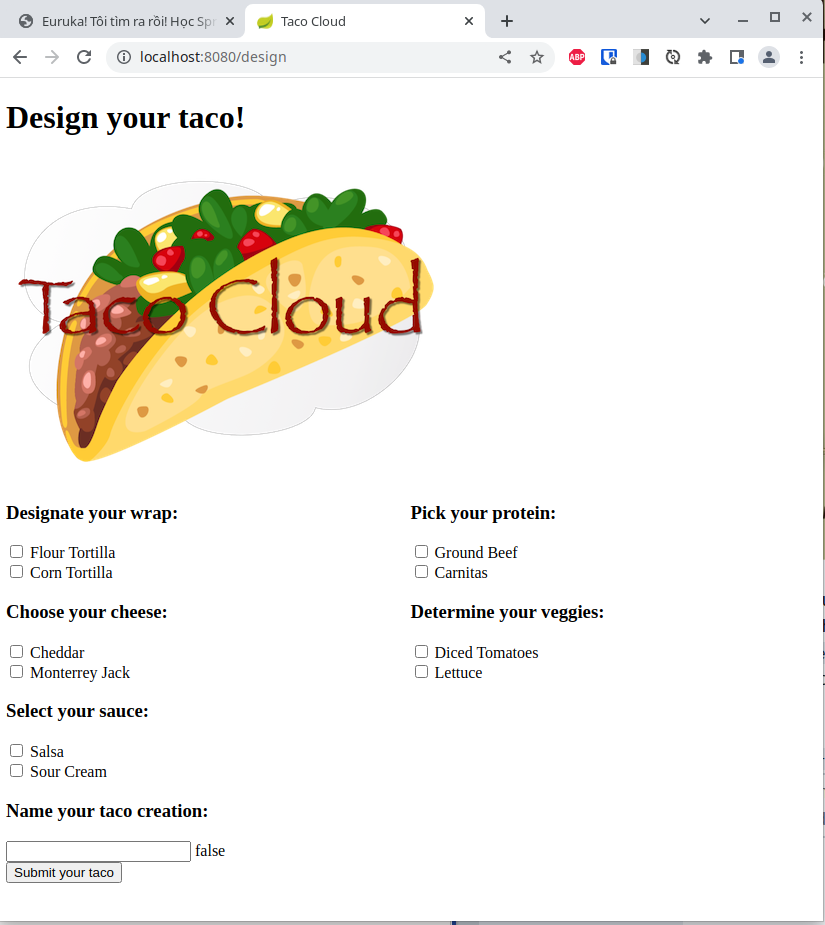 Euruka! Tôi tìm ra rồi! Học Spr
Taco Cloud
localhost:8080/design
ABP
Design your taco!
Taco Cloud
Designate your wrap:
Flour Tortilla
Corn Tortilla
Pick your protein:
Ground Beef
Carnitas
Choose your cheese:
Cheddar
Monterrey Jack
Determine your veggies:
Diced Tomatoes
Lettuce
Select your sauce:
Salsa
Sour Cream
Name your taco creation:
false
Submit your taco